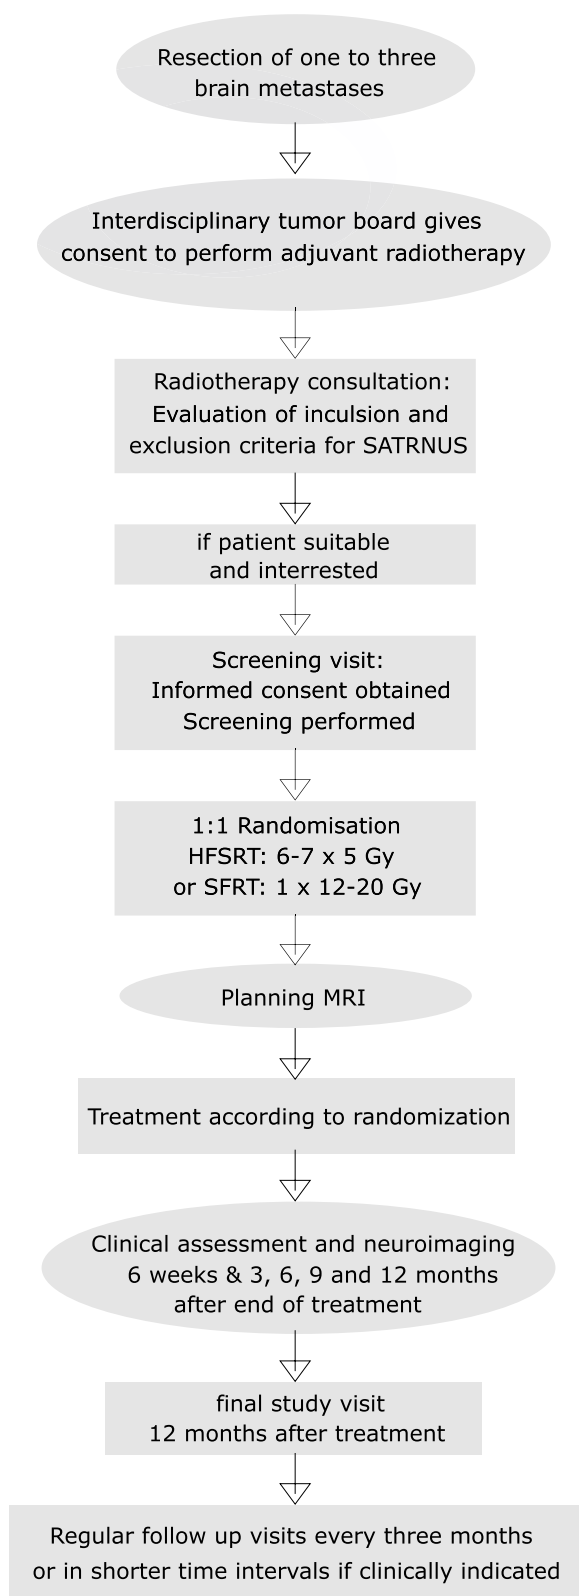 Resection of one to three
brain metastases
Interdisciplinary tumor board gives
consent to perform adjuvant radiotherapy
Radiotherapy consultation:
Evaluation of inculsion and
exclusion criteria for SATRNUS
if patient suitable
and interrested
Screening visit:
Informed consent obtained
Screening performed
1:1 Randomisation
HFSRT: 6-7 x 5 Gy
or SFRT: 1 x 12-20 Gy
Planning MRI
Treatment according to randomization
Clinical assessment and neuroimaging
6 weeks & 3, 6, 9 and 12 months
after end of treatment
final study visit
12 months after treatment
Regular follow up visits every three months
or in shorter time intervals if clinically indicated